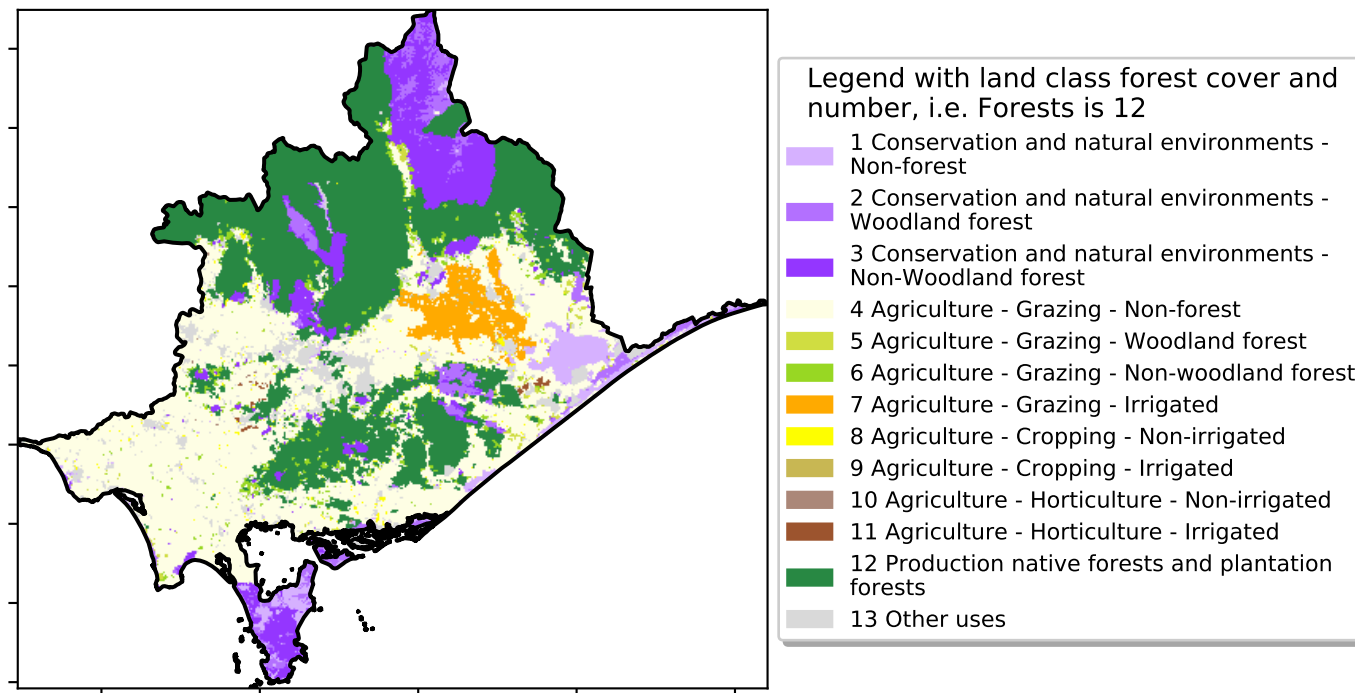 Legend with land class forest cover and
number, i.e. Forests is 12
1 Conservation and natural environments -
Non-forest
2 Conservation and natural environments -
Woodland forest
3 Conservation and natural environments -
Non-Woodland forest
4 Agriculture - Grazing - Non-forest
5 Agriculture - Grazing - Woodland forest
6 Agriculture - Grazing - Non-woodland forest
7 Agriculture - Grazing - Irrigated
8 Agriculture - Cropping - Non-irrigated
9 Agriculture - Cropping - Irrigated
10 Agriculture - Horticulture - Non-irrigated
11 Agriculture - Horticulture - Irrigated
12 Production native forests and plantation
forests
13 Other uses